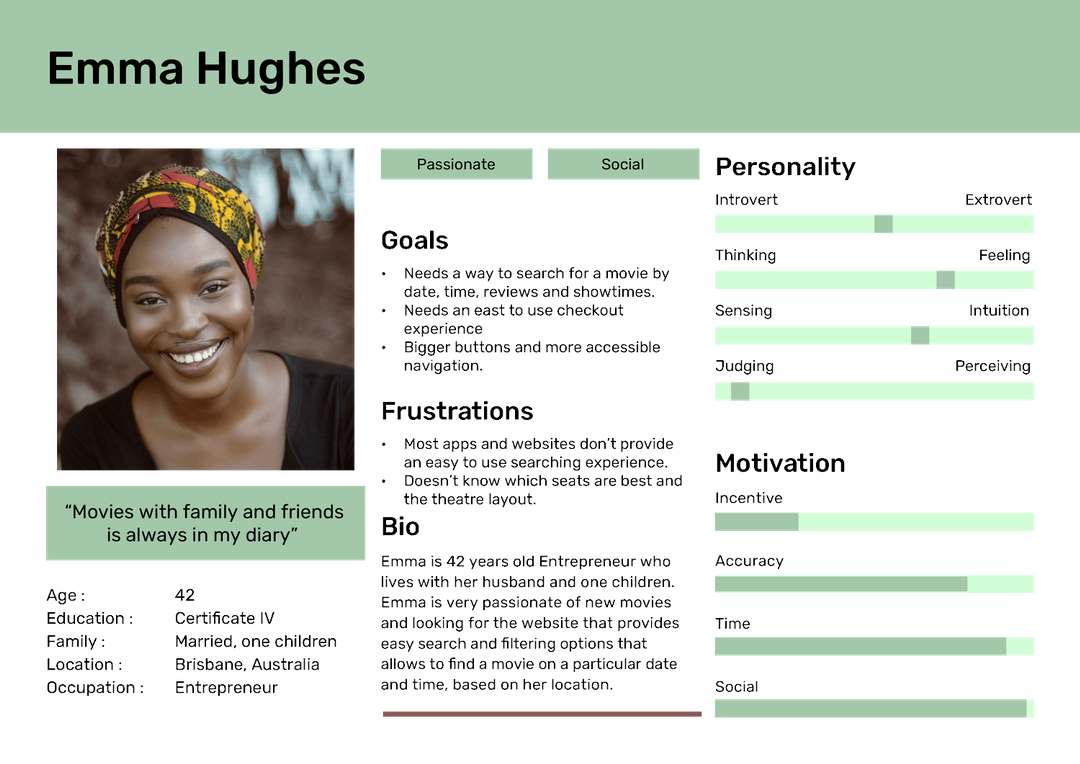 Emma Hughes
Passionate
Social
“Movies with family and friends
is always in my diary”
Age : 42
Education : Certificate IV
Family : Married, one children
Location : Brisbane, Australia
Occupation : Entrepreneur
Goals
• Needs a way to search for a movie by
date, time, reviews and showtimes.
• Needs an east to use checkout
experience
• Bigger buttons and more accessible
navigation.
Frustrations
• Most apps and websites don’t provide
an easy to use searching experience.
• Doesn’t know which seats are best and
the theatre layout.
Bio
Emma is 42 years old Entrepreneur who
lives with her husband and one children.
Emma is very passionate of new movies
and looking for the website that provides
easy search and filtering options that
allows to find a movie on a particular date
and time, based on her location.
Personality
Introvert Extrovert
Thinking Feeling
Sensing Intuition
Judging Perceiving
Motivation
Incentive
Accuracy
Time
Social